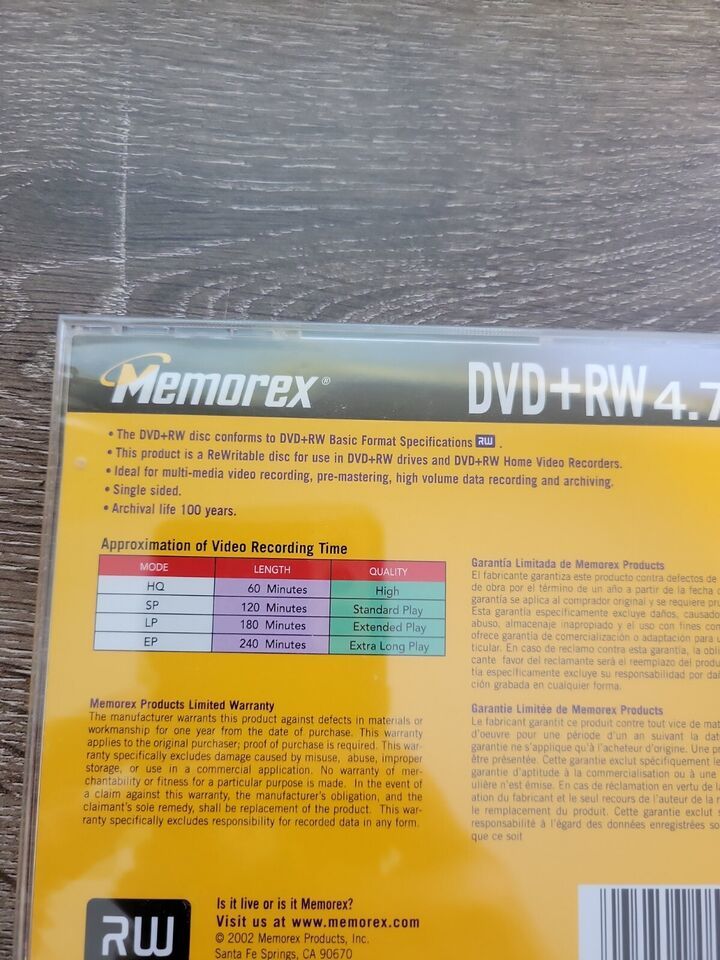 Memorex®
DVD+RW 4.7
• The DVD+RW disc conforms to DVD+RW Basic Format Specifications RW .
• This product is a ReWritable disc for use in DVD+RW drives and DVD+RW Home Video Recorders.
• Ideal for multi-media video recording, pre-mastering, high volume data recording and archiving.
• Single sided.
• Archival life 100 years.
Approximation of Video Recording Time
MODE LENGTH QUALITY
HQ 60 Minutes High
SP 120 Minutes Standard Play
LP 180 Minutes Extended Play
EP 240 Minutes Extra Long Play
Memorex Products Limited Warranty
The manufacturer warrants this product against defects in materials or
workmanship for one year from the date of purchase. This warranty
applies to the original purchaser; proof of purchase is required. This war-
ranty specifically excludes damage caused by misuse, abuse, improper
storage, or use in a commercial application. No warranty of mer-
chantability or fitness for a particular purpose is made. In the event of
a claim against this warranty, the manufacturer's obligation, and the
claimant's sole remedy, shall be replacement of the product. This war-
ranty specifically excludes responsibility for recorded data in any form.
Garantía Limitada de Memorex Products
El fabricante garantiza este producto contra defectos de
de obra por el término de un año a partir de la fecha
garantía se aplica al comprador original y se requiere
Esta garantía específicamente excluye daños,
abuso, almacenaje inapropiado y el uso con fines
ofrece garantía de comercialización o adaptación para
ticular. En caso de reclamo contra esta garantía, la
cante favor del reclamante será el reemplazo del
tía específicamente excluye su responsabilidad por
ción grabada en cualquier forma.
Garantie Limitée de Memorex Products
Le fabricant garantit ce produit contre tout vice de
d'oeuvre pour une période d'un an suivant la
garantie ne s'applique qu'à l'acheteur d'origine. Une
être présentée. Cette garantie exclut spécifiquement
garantie d'aptitude à la commercialisation ou à une
ulière n'est émise. En cas de réclamation en vertu de
ation du fabricant et le seul recours de l'auteur de la
le remplacement du produit. Cette garantie exclut
responsabilité à l'égard des données enregistrées
que ce soit
RW
Is it live or is it Memorex?
Visit us at www.memorex.com
© 2002 Memorex Products, Inc.
Santa Fe Springs, CA 90670